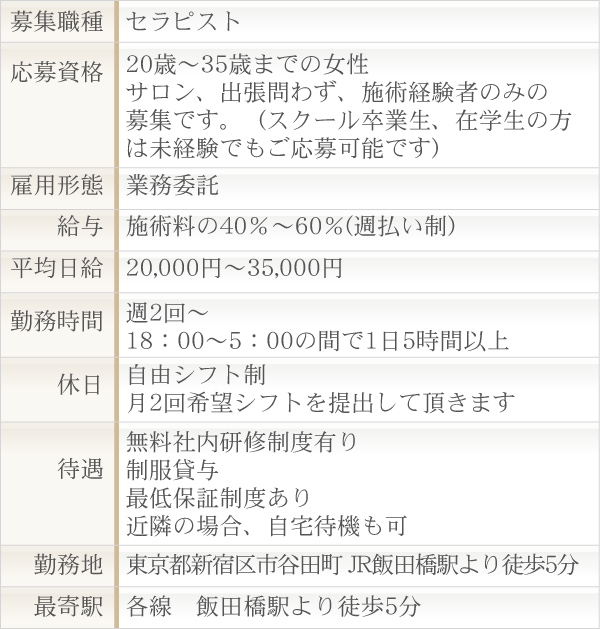 募集職種 セラピスト
応募資格 20歳～35歳までの女性
サロン、出張問わず、施術経験者のみの
募集です。（スクール卒業生、在学生の方
は未経験でもご応募可能です）
雇用形態 業務委託
給与 施術料の40％～60％(週払い制)
平均日給 20,000円～35,000円
勤務時間 週2回～
18：00～5：00の間で1日5時間以上
休日 自由シフト制
月2回希望シフトを提出して頂きます
待遇 無料社内研修制度有り
制服貸与
最低保証制度あり
近隣の場合、自宅待機も可
勤務地 東京都新宿区市谷田町 JR飯田橋駅より徒歩5分
最寄駅 各線　飯田橋駅より徒歩5分